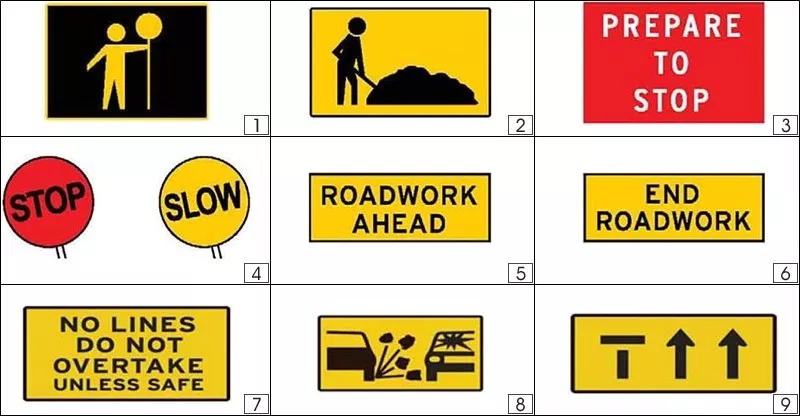 1
2
PREPARE
TO
STOP
3
STOP
SLOW
4
ROADWORK
AHEAD
5
END
ROADWORK
6
NO LINES
DO NOT
OVERTAKE
UNLESS SAFE
7
8
9